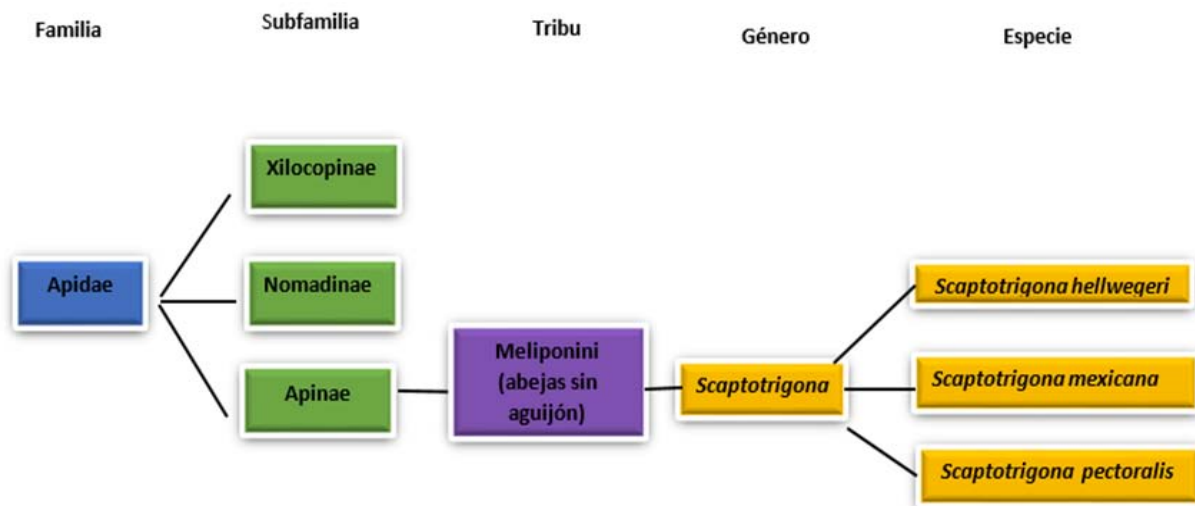 Familia
Subfamilia
Tribu
Género
Especie
Xilocopinae
Apidae
Nomadinae
Apinae
Meliponini
(abejas sin
aguijón)
Scaptotrigona
Scaptotrigona hellwegeri
Scaptotrigona mexicana
Scaptotrigona pectoralis